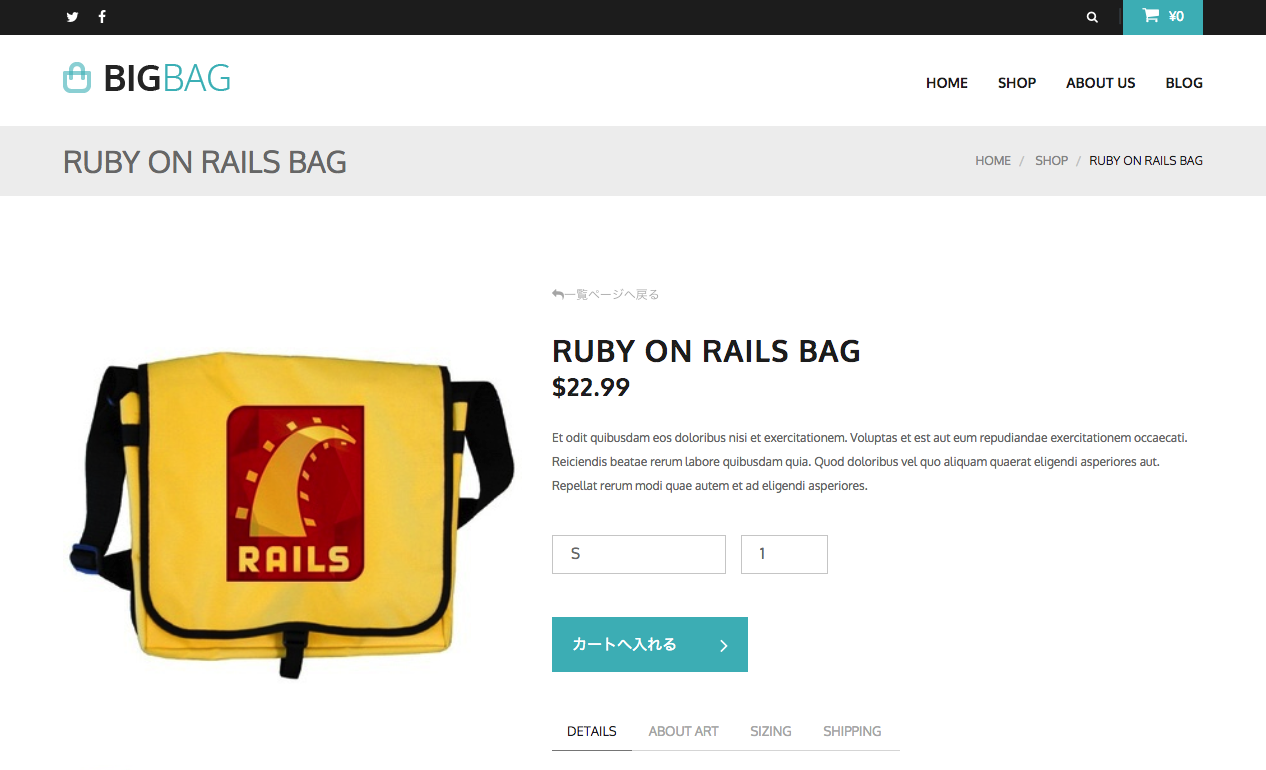 ¥0
BIGBAG
HOME SHOP ABOUT US BLOG
RUBY ON RAILS BAG
HOME / SHOP / RUBY ON RAILS BAG
一覧ページへ戻る
RUBY ON RAILS BAG
$22.99
Et odit quibusdam eos doloribus nisi et exercitationem. Voluptas et est aut eum repudiandae exercitationem occaecati.
Reiciendis beatae rerum labore quibusdam quia. Quod doloribus vel quo aliquam quaerat eligendi asperiores aut.
Repellat rerum modi quae autem et ad eligendi asperiores.
RAILS
S
1
カートへ入れる
DETAILS ABOUT ART SIZING SHIPPING